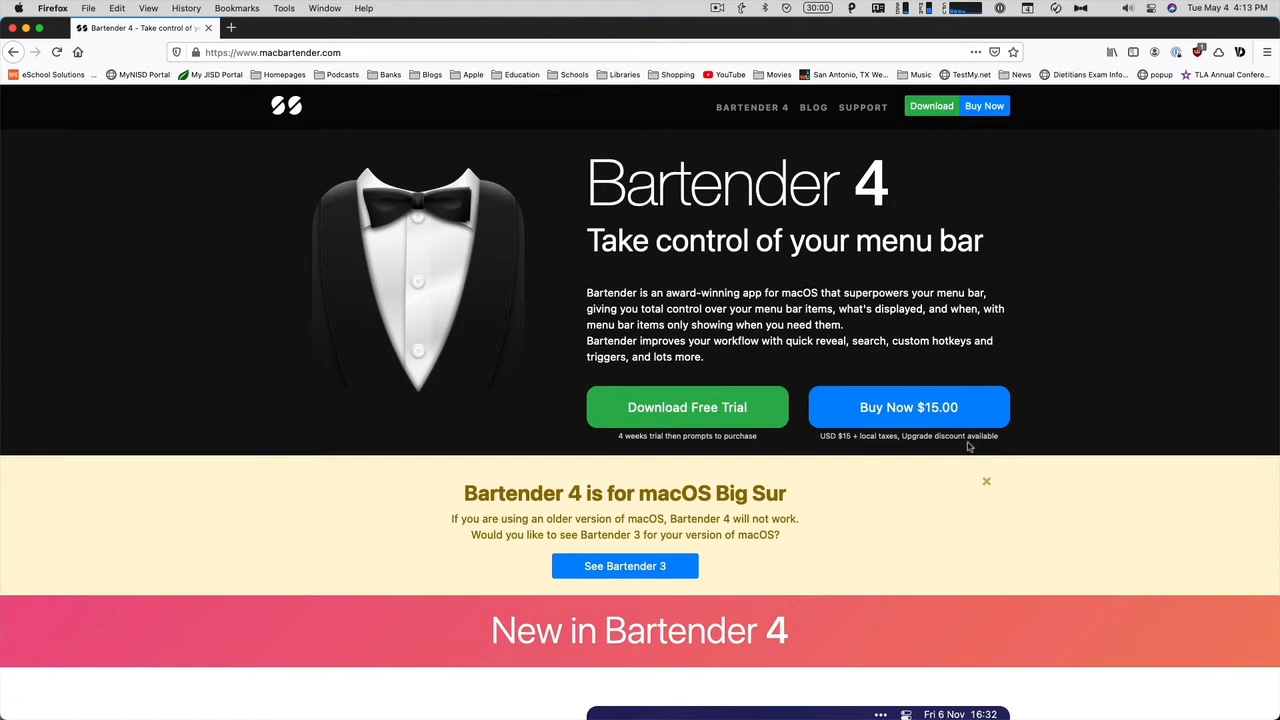 Firefox File Edit View History Bookmarks Tools Window Help 30:00 4 Tue May 4 4:13 PM
Bartender 4 - Take control of y
https://www.macbartender.com
eSchool Solutions ... MyNISD Portal My JISD Portal Homepages Podcasts Banks Blogs Apple Education Schools Libraries Shopping YouTube Movies San Antonio, TX We... Music TestMy.net News Dietitians Exam Info... popup TLA Annual Confere...
BARTENDER 4 BLOG SUPPORT Download Buy Now
Bartender 4
Take control of your menu bar
Bartender is an award-winning app for macOS that superpowers your menu bar,
giving you total control over your menu bar items, what's displayed, and when, with
menu bar items only showing when you need them.
Bartender improves your workflow with quick reveal, search, custom hotkeys and
triggers, and lots more.
Download Free Trial Buy Now $15.00
4 weeks trial then prompts to purchase USD $15 + local taxes, Upgrade discount available
Bartender 4 is for macOS Big Sur
If you are using an older version of macOS, Bartender 4 will not work.
Would you like to see Bartender 3 for your version of macOS?
See Bartender 3
New in Bartender 4
Fri 6 Nov 16:32